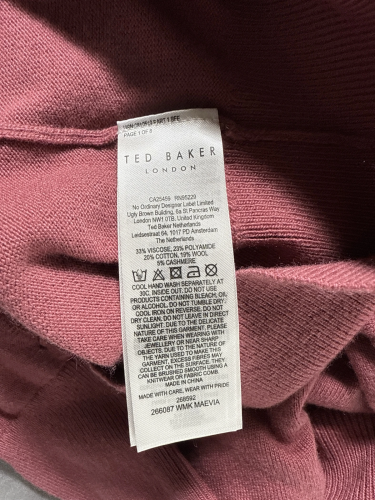 PAGE 1 OF 8
TED BAKER
LONDON
CA25459 RN95220
No Ordinary Designer Label Limited
Ugly Brown Building, 6a St Pancras Way
London NW1 0TB, United Kingdom
Ted Baker Netherlands
Leidsestraat 64, 1017 PD Amsterdam
The Netherlands
33% VISCOSE, 23% POLYAMIDE
20% COTTON, 19% WOOL
5% CASHMERE
COOL HAND WASH SEPARATELY AT
30C. INSIDE OUT. DO NOT USE
PRODUCTS CONTAINING BLEACH, OIL
OR ALCOHOL. DO NOT TUMBLE DRY.
COOL IRON ON REVERSE. DO NOT
DRY CLEAN. DO NOT LEAVE IN DIRECT
SUNLIGHT. DUE TO THE DELICATE
NATURE OF THIS GARMENT, PLEASE
TAKE CARE WHEN WEARING WITH
JEWELLERY OR NEAR SHARP
OBJECTS. DUE TO THE NATURE OF
THE YARN USED TO MAKE THIS
GARMENT, EXCESS FIBRES MAY
COLLECT ON THE SURFACE. THEY
CAN BE BRUSHED SMOOTH USING A
KNITWEAR OR FABRIC COMB.
MADE WITH CARE, WEAR WITH PRIDE
268592
266087 WMK MAEVIA